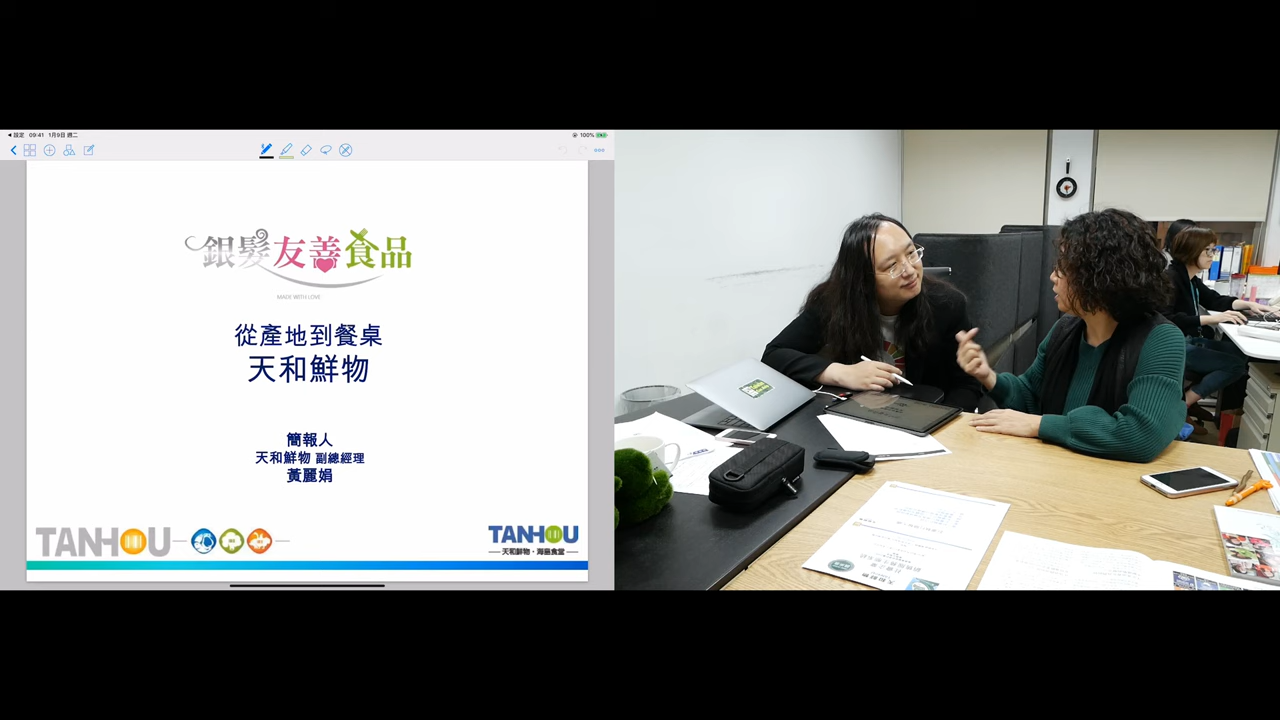 設定 09:41 1月9日 週二
100%
銀髮友善食品
MADE WITH LOVE
從產地到餐桌
天和鮮物
簡報人
天和鮮物 副總經理
黃麗娟
TANHOU
TANHOU
天和鮮物・海島食堂